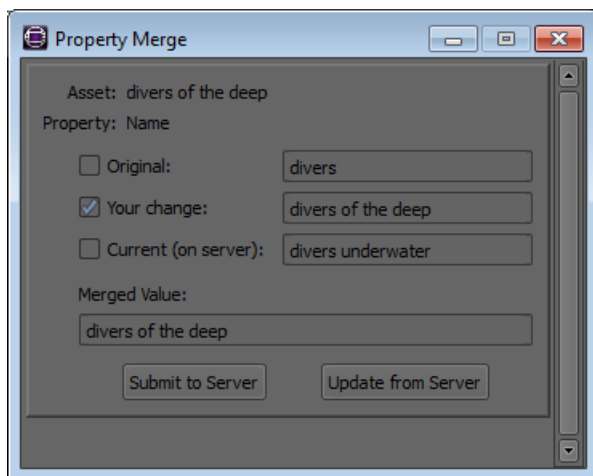 Property Merge
Asset: divers of the deep
Property: Name
Original: divers
Your change: divers of the deep
Current (on server): divers underwater
Merged Value:
divers of the deep
Submit to Server Update from Server